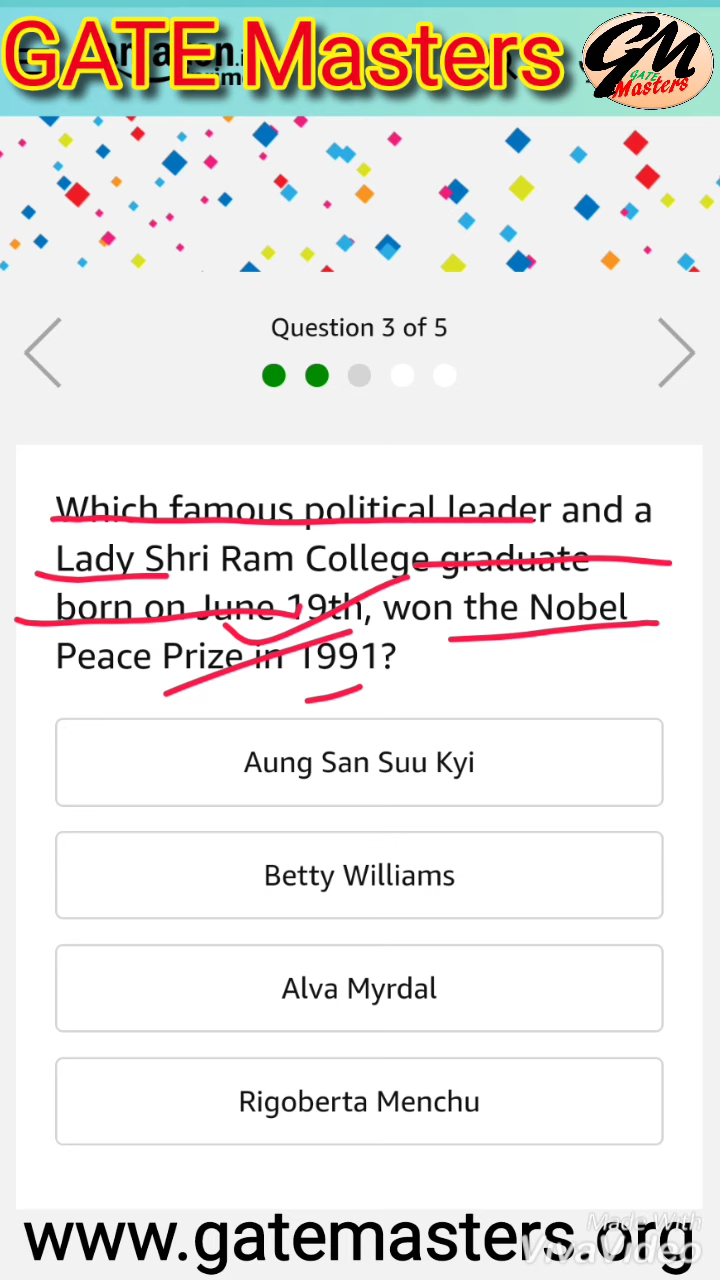 GATE Masters
GM
GATE
Masters
Question 3 of 5
Which famous political leader and a
Lady Shri Ram College graduate
born on June 19th, won the Nobel
Peace Prize in 1991?
Aung San Suu Kyi
Betty Williams
Alva Myrdal
Rigoberta Menchu
Made With
VivaVideo
www.gatemasters.org